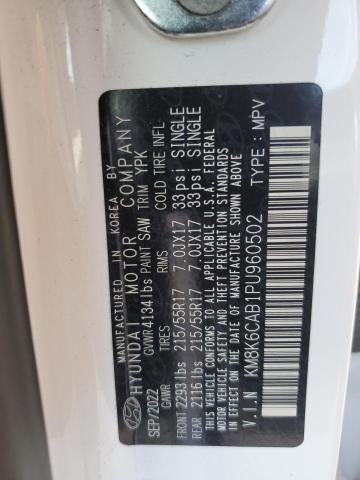 MANUFACTURED IN KOREA BY
HYUNDAI MOTOR COMPANY
SEP/2022 GVWR 4134 lbs PAINT SAW TRIM YPK
GAWR RIMS COLD TIRE INFL.
FRONT 2293 lbs 215/55R17 7.0JX17 33psi SINGLE
REAR 2116 lbs 215/55R17 7.0JX17 33psi SINGLE
THIS VEHICLE CONFORMS TO ALL APPLICABLE U.S.A. FEDERAL
MOTOR VEHICLE SAFETY, BUMPER, AND THEFT PREVENTION STANDARDS
IN EFFECT ON THE DATE OF MANUFACTURE SHOWN ABOVE.
V.I.N KM8K6CAB1PU960502 TYPE : MPV